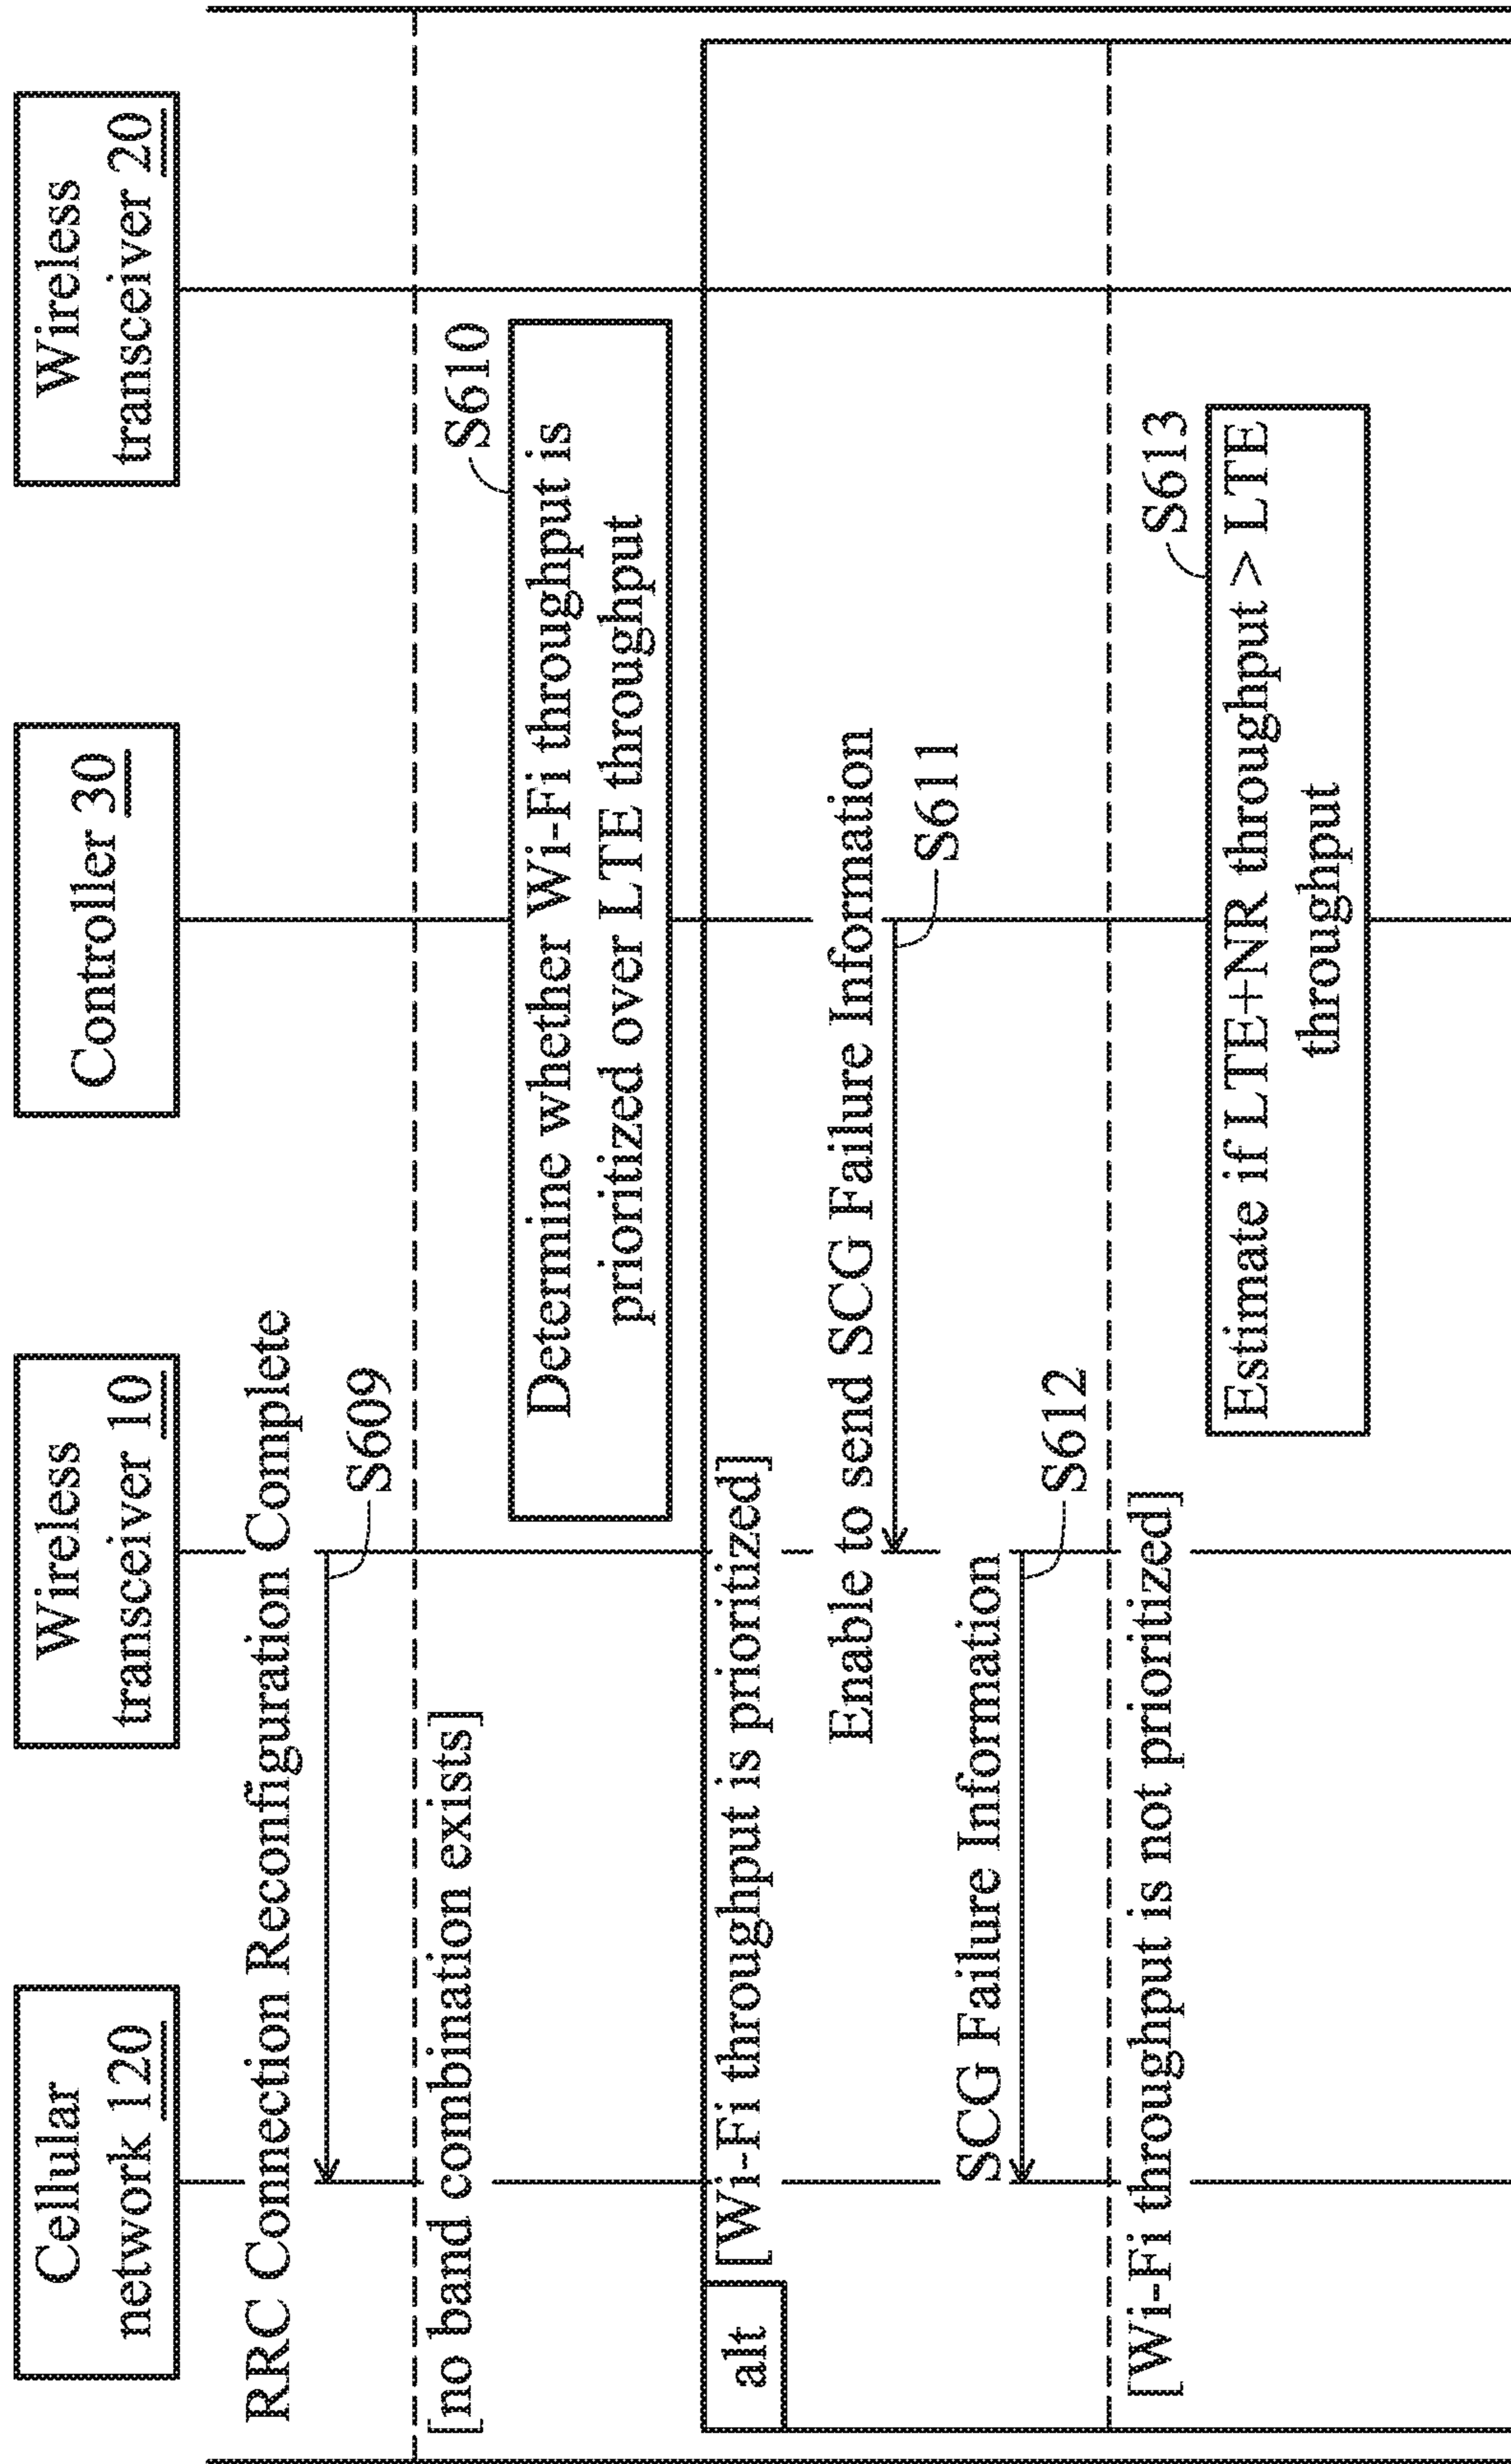 Cellular
network 120
Wireless
transceiver 10
Controller 30
Wireless
transceiver 20
RRC Connection Reconfiguration Complete
S609
[no band combination exists]
S610
Determine whether Wi-Fi throughput is
prioritized over LTE throughput
alt
[Wi-Fi throughput is prioritized]
Enable to send SCG Failure Information
S611
SCG Failure Information
S612
[Wi-Fi throughput is not prioritized]
S613
Estimate if LTE+NR throughput > LTE
throughput